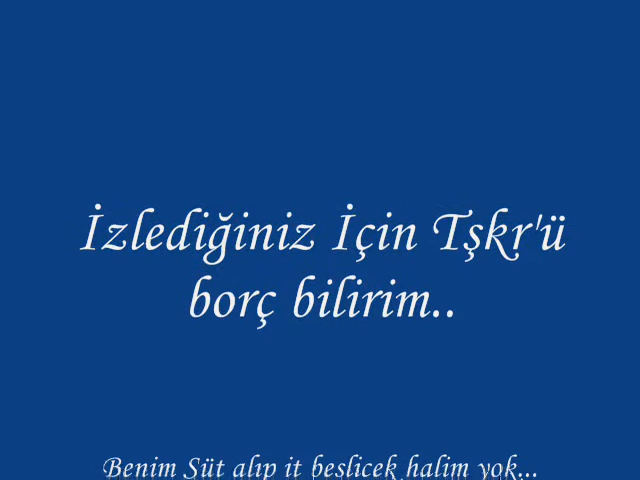 İzlediğiniz İçin Tşkr'ü
borç bilirim..
Benim Süt alıp it beslicek halim yok...